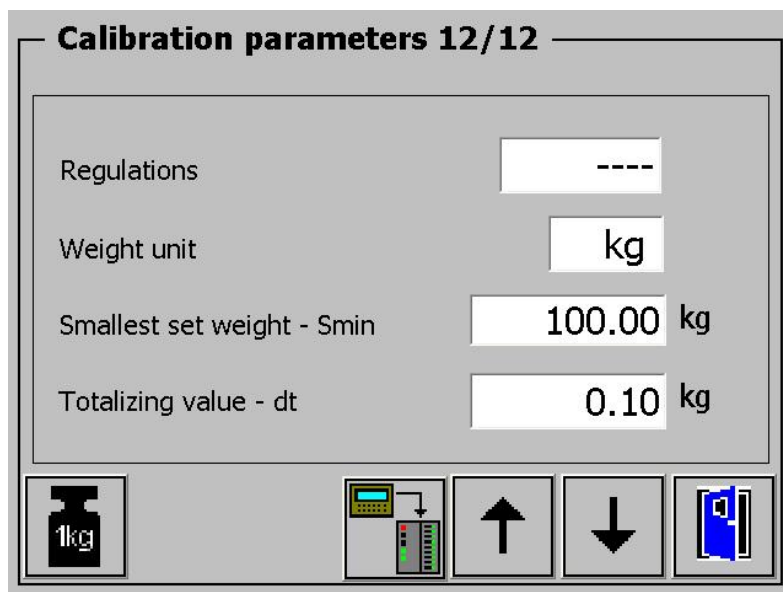 Calibration parameters 12/12
Regulations ----
Weight unit kg
Smallest set weight - Smin 100.00 kg
Totalizing value - dt 0.10 kg
1kg